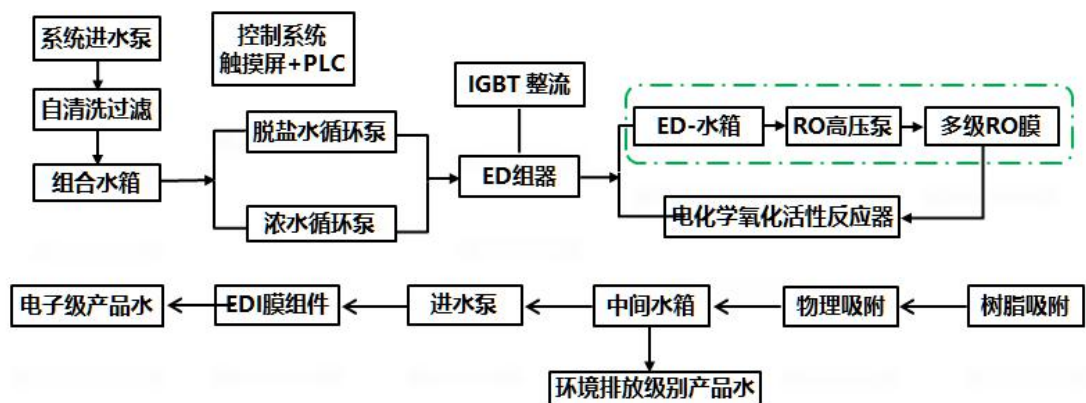 系统进水泵
控制系统
触摸屏+PLC
自清洗过滤
组合水箱
脱盐水循环泵
浓水循环泵
IGBT 整流
ED组器
ED-水箱
RO高压泵
多级RO膜
电化学氧化活性反应器
电子级产品水
EDI膜组件
进水泵
中间水箱
物理吸附
树脂吸附
环境排放级别产品水